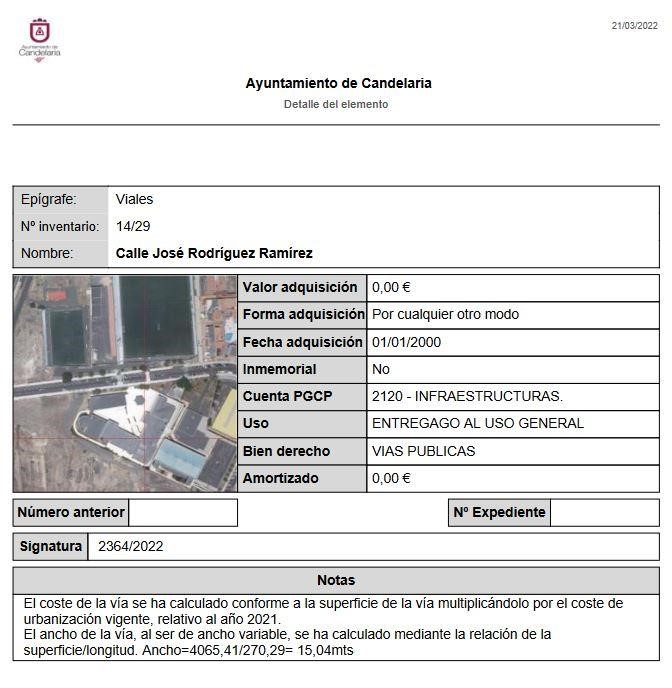 21/03/2022
Ayuntamiento de
Candelaria
Ayuntamiento de Candelaria
Detalle del elemento
Epígrafe: Viales
Nº inventario: 14/29
Nombre: Calle José Rodríguez Ramírez
Valor adquisición 0,00 €
Forma adquisición Por cualquier otro modo
Fecha adquisición 01/01/2000
Inmemorial No
Cuenta PGCP 2120 - INFRAESTRUCTURAS.
Uso ENTREGAGO AL USO GENERAL
Bien derecho VIAS PUBLICAS
Amortizado 0,00 €
Número anterior
Nº Expediente
Signatura 2364/2022
Notas
El coste de la vía se ha calculado conforme a la superficie de la vía multiplicándolo por el coste de
urbanización vigente, relativo al año 2021.
El ancho de la vía, al ser de ancho variable, se ha calculado mediante la relación de la
superficie/longitud. Ancho=4065,41/270,29= 15,04mts